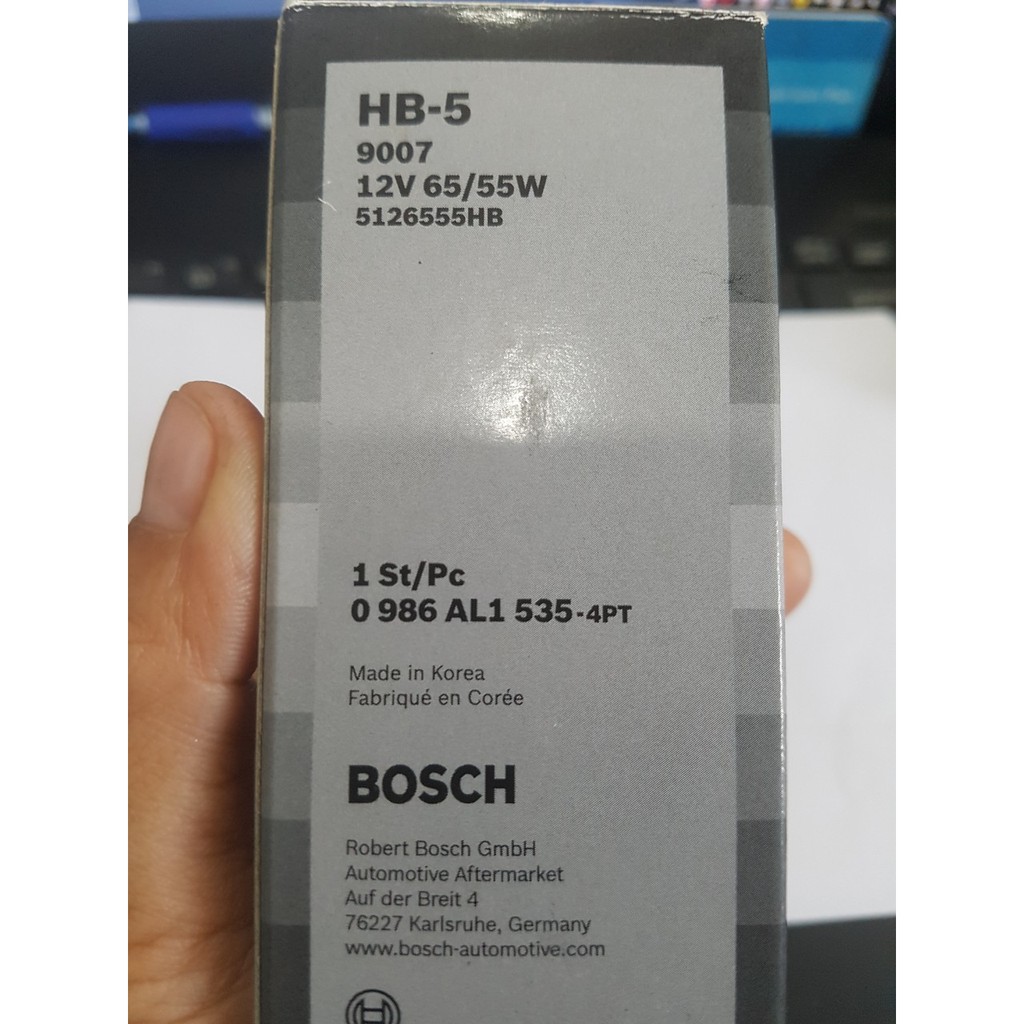 HB-5
9007
12V 65/55W
5126555HB
1 St/Pc
0 986 AL1 535-4PT
Made in Korea
Fabriqué en Corée
BOSCH
Robert Bosch GmbH
Automotive Aftermarket
Auf der Breit 4
76227 Karlsruhe, Germany
www.bosch-automotive.com